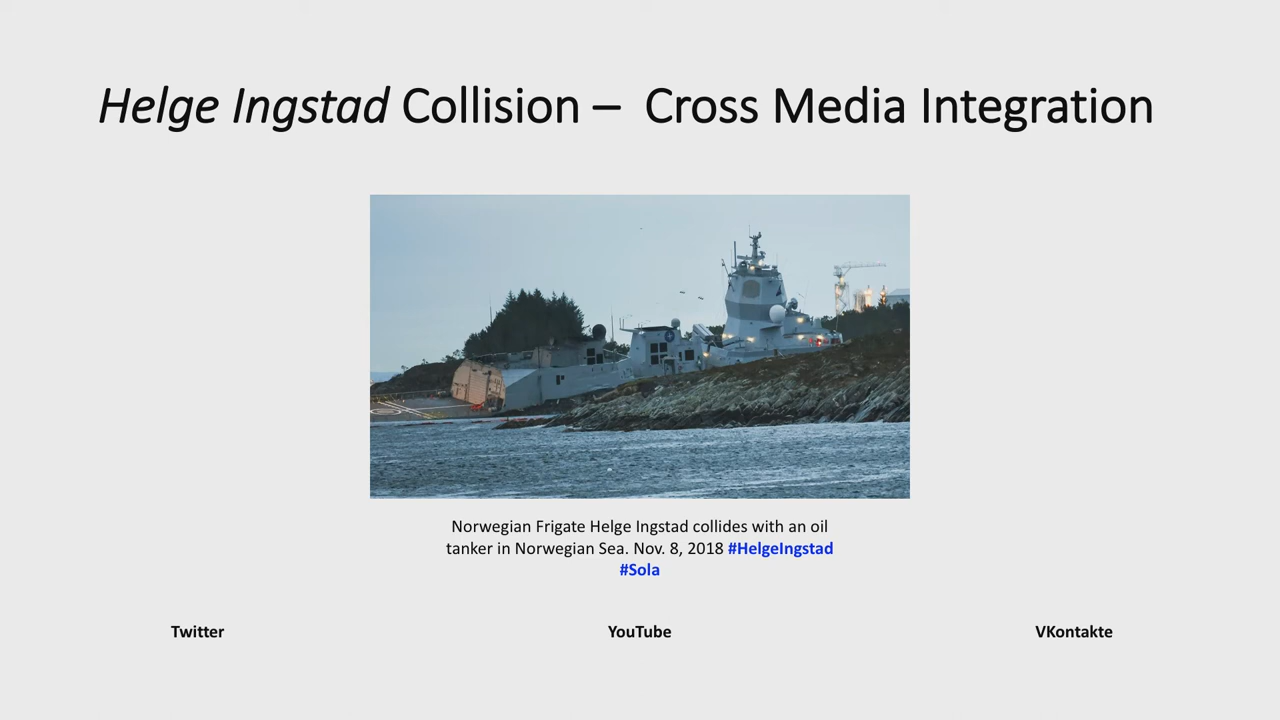 Helge Ingstad Collision – Cross Media Integration
Norwegian Frigate Helge Ingstad collides with an oil
tanker in Norwegian Sea. Nov. 8, 2018 #HelgeIngstad
#Sola
Twitter
YouTube
VKontakte